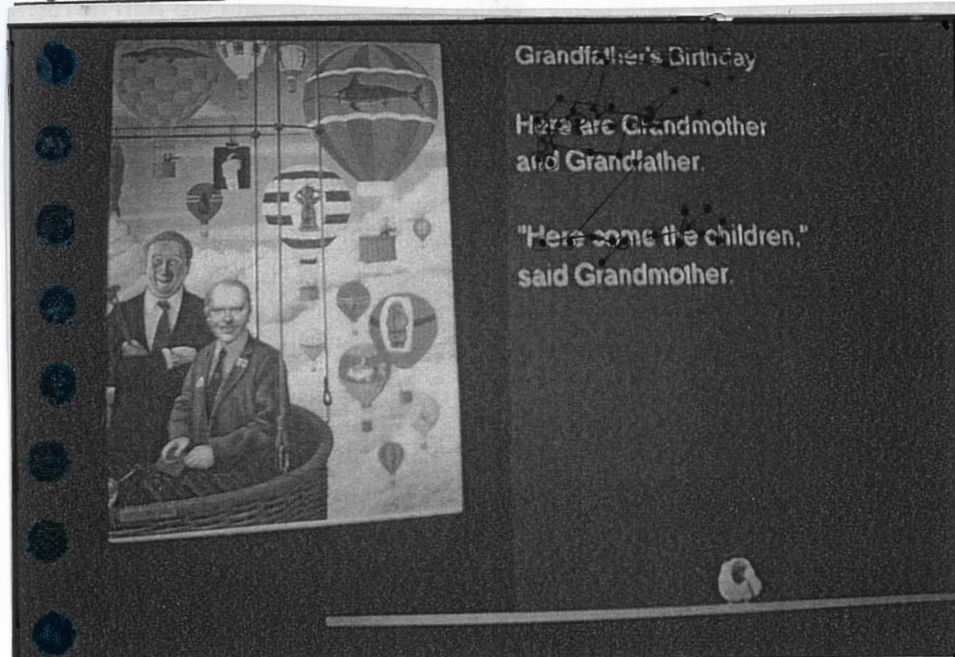 Grandfather's Birthday
Here are Grandmother
and Grandfather.
"Here come the children,"
said Grandmother.